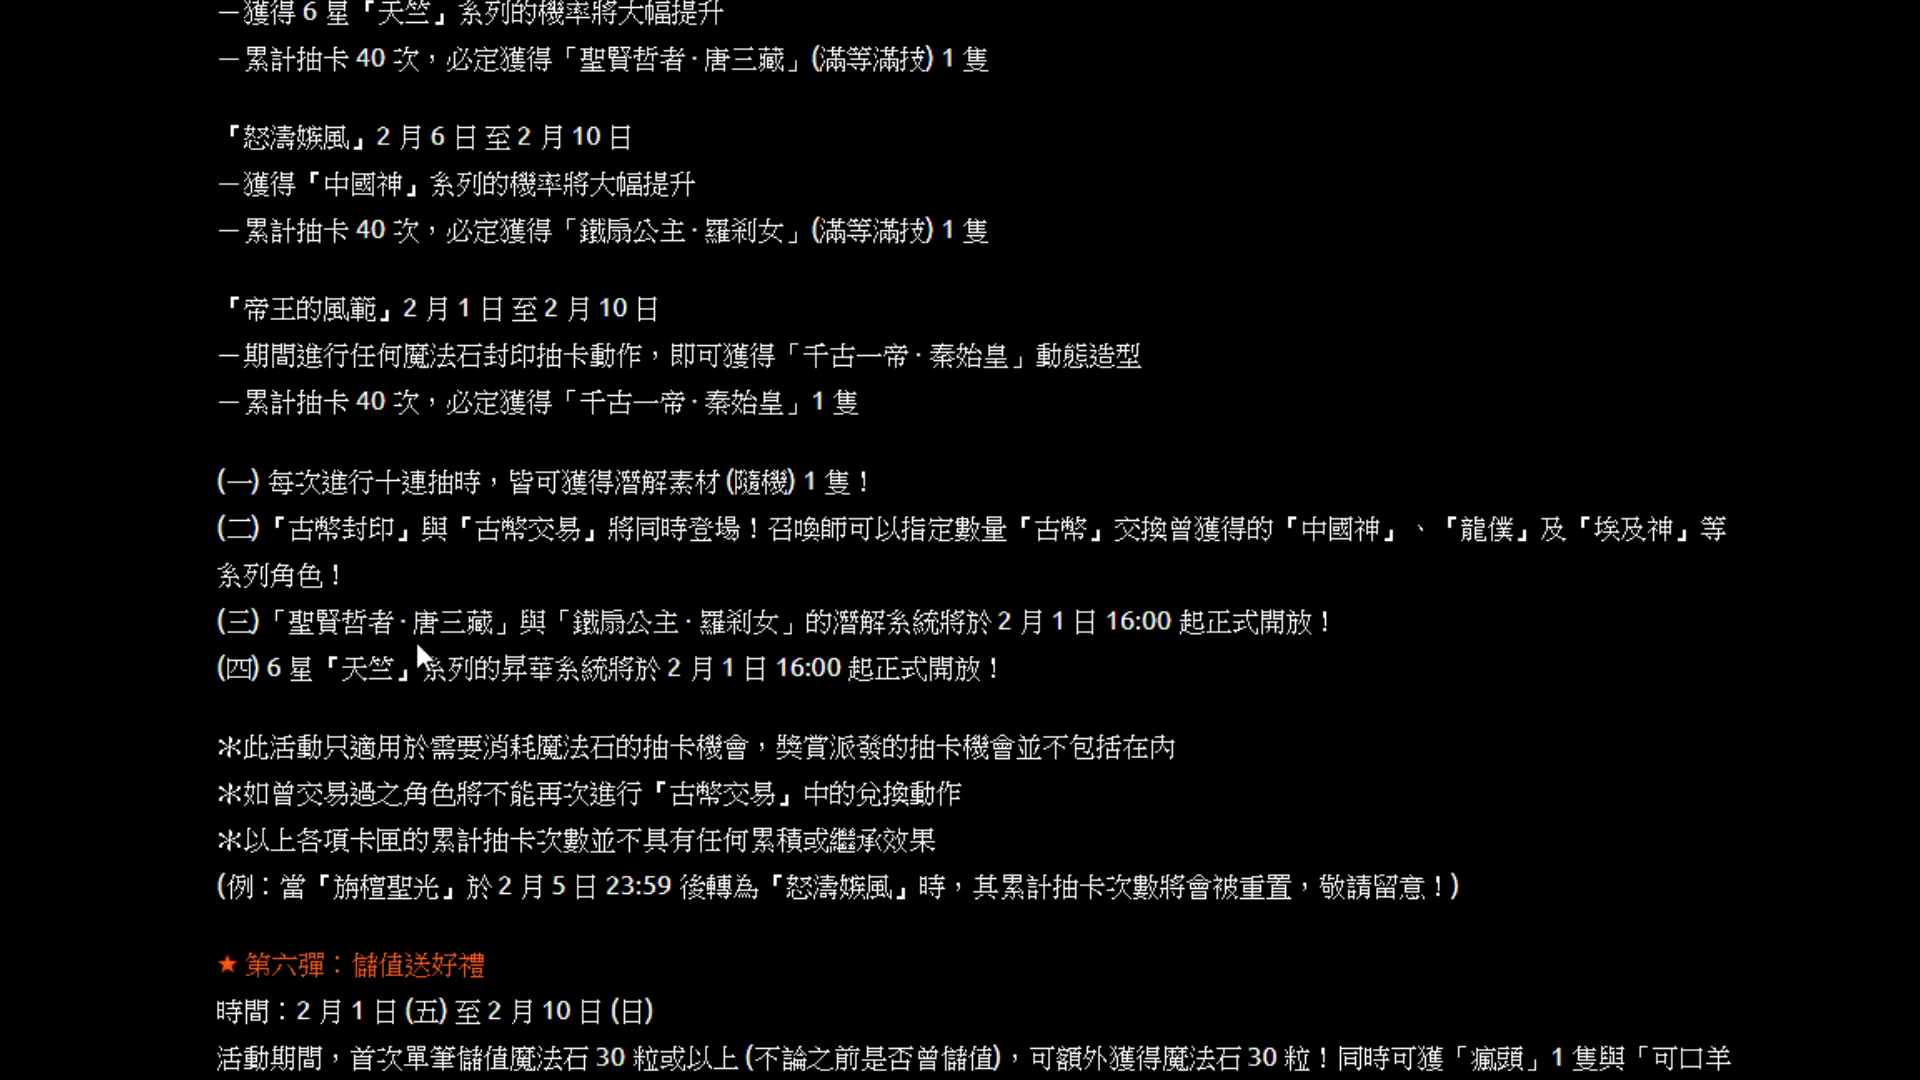 －獲得 6 星『天竺』系列的機率將大幅提升
－累計抽卡 40 次，必定獲得「聖賢哲者 ‧ 唐三藏」(滿等滿技) 1 隻
『怒濤嫉風』2 月 6 日 至 2 月 10 日
－獲得『中國神』系列的機率將大幅提升
－累計抽卡 40 次，必定獲得「鐵扇公主 ‧ 羅剎女」(滿等滿技) 1 隻
『帝王的風範』2 月 1 日 至 2 月 10 日
－期間進行任何魔法石封印抽卡動作，即可獲得「千古一帝 ‧ 秦始皇」動態造型
－累計抽卡 40 次，必定獲得「千古一帝 ‧ 秦始皇」1 隻
(一) 每次進行十連抽時，皆可獲得潛解素材 (隨機) 1 隻！
(二)『古幣封印』與『古幣交易』將同時登場！召喚師可以指定數量『古幣』交換曾獲得的『中國神』、『龍僕』及『埃及神』等
系列角色！
(三)「聖賢哲者 ‧ 唐三藏」與「鐵扇公主 ‧ 羅剎女」的潛解系統將於 2 月 1 日 16:00 起正式開放！
(四) 6 星『天竺』系列的昇華系統將於 2 月 1 日 16:00 起正式開放！
＊此活動只適用於需要消耗魔法石的抽卡機會，獎賞派發的抽卡機會並不包括在內
＊如曾交易過之角色將不能再次進行『古幣交易』中的兌換動作
＊以上各項卡匣的累計抽卡次數並不具有任何累積或繼承效果
(例：當『旃檀聖光』於 2 月 5 日 23:59 後轉為『怒濤嫉風』時，其累計抽卡次數將會被重置，敬請留意！)
★ 第六彈：儲值送好禮
時間：2 月 1 日 (五) 至 2 月 10 日 (日)
活動期間，首次單筆儲值魔法石 30 粒或以上 (不論之前是否曾儲值)，可額外獲得魔法石 30 粒！同時可獲「瘋頭」1 隻與「可口羊